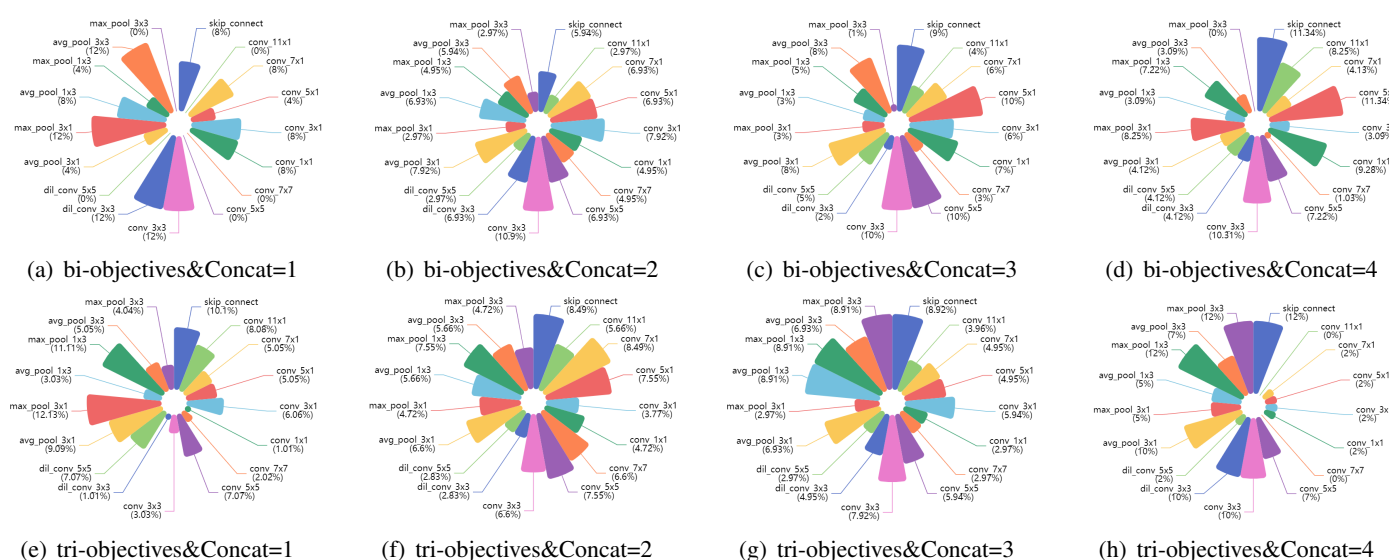 max_pool_3x3
(0%)
skip_connect
(8%)
avg_pool_3x3
(12%)
conv_11x1
(0%)
max_pool_1x3
(4%)
conv_7x1
(8%)
avg_pool_1x3
(8%)
conv_5x1
(4%)
max_pool_3x1
(12%)
conv_3x1
(8%)
avg_pool_3x1
(4%)
conv_1x1
(8%)
dil_conv_5x5
(0%)
conv_7x7
(0%)
dil_conv_3x3
(12%)
conv_5x5
(0%)
conv_3x3
(12%)
(a) bi-objectives&Concat=1
max_pool_3x3
(2.97%)
skip_connect
(5.94%)
avg_pool_3x3
(5.94%)
conv_11x1
(2.97%)
max_pool_1x3
(4.95%)
conv_7x1
(6.93%)
avg_pool_1x3
(6.93%)
conv_5x1
(6.93%)
max_pool_3x1
(2.97%)
conv_3x1
(7.92%)
avg_pool_3x1
(7.92%)
conv_1x1
(4.95%)
dil_conv_5x5
(2.97%)
conv_7x7
(4.95%)
dil_conv_3x3
(6.93%)
conv_5x5
(6.93%)
conv_3x3
(10.9%)
(b) bi-objectives&Concat=2
max_pool_3x3
(1%)
skip_connect
(9%)
avg_pool_3x3
(8%)
conv_11x1
(4%)
max_pool_1x3
(5%)
conv_7x1
(6%)
avg_pool_1x3
(3%)
conv_5x1
(10%)
max_pool_3x1
(3%)
conv_3x1
(6%)
avg_pool_3x1
(8%)
conv_1x1
(7%)
dil_conv_5x5
(5%)
conv_7x7
(3%)
dil_conv_3x3
(2%)
conv_5x5
(10%)
conv_3x3
(10%)
(c) bi-objectives&Concat=3
max_pool_3x3
(0%)
skip_connect
(11.34%)
avg_pool_3x3
(3.09%)
conv_11x1
(8.25%)
max_pool_1x3
(7.22%)
conv_7x1
(4.13%)
avg_pool_1x3
(3.09%)
conv_5x
(11.34%
max_pool_3x1
(8.25%)
conv_3x
(3.09%
avg_pool_3x1
(4.12%)
conv_1x1
(9.28%)
dil_conv_5x5
(4.12%)
conv_7x7
(1.03%)
dil_conv_3x3
(4.12%)
conv_5x5
(7.22%)
conv_3x3
(10.31%)
(d) bi-objectives&Concat=4
max_pool_3x3
(4.04%)
skip_connect
(10.1%)
avg_pool_3x3
(5.05%)
conv_11x1
(8.08%)
max_pool_1x3
(11.11%)
conv_7x1
(5.05%)
avg_pool_1x3
(3.03%)
conv_5x1
(5.05%)
max_pool_3x1
(12.13%)
conv_3x1
(6.06%)
avg_pool_3x1
(9.09%)
conv_1x1
(1.01%)
dil_conv_5x5
(7.07%)
conv_7x7
(2.02%)
dil_conv_3x3
(1.01%)
conv_5x5
(7.07%)
conv_3x3
(3.03%)
(e) tri-objectives&Concat=1
max_pool_3x3
(4.72%)
skip_connect
(8.49%)
avg_pool_3x3
(5.66%)
conv_11x1
(5.66%)
max_pool_1x3
(7.55%)
conv_7x1
(8.49%)
avg_pool_1x3
(5.66%)
conv_5x1
(7.55%)
max_pool_3x1
(4.72%)
conv_3x1
(3.77%)
avg_pool_3x1
(6.6%)
conv_1x1
(4.72%)
dil_conv_5x5
(2.83%)
conv_7x7
(6.6%)
dil_conv_3x3
(2.83%)
conv_5x5
(7.55%)
conv_3x3
(6.6%)
(f) tri-objectives&Concat=2
max_pool_3x3
(8.91%)
skip_connect
(8.92%)
avg_pool_3x3
(6.93%)
conv_11x1
(3.96%)
max_pool_1x3
(8.91%)
conv_7x1
(4.95%)
avg_pool_1x3
(8.91%)
conv_5x1
(4.95%)
max_pool_3x1
(2.97%)
conv_3x1
(5.94%)
avg_pool_3x1
(6.93%)
conv_1x1
(2.97%)
dil_conv_5x5
(2.97%)
conv_7x7
(2.97%)
dil_conv_3x3
(4.95%)
conv_5x5
(5.94%)
conv_3x3
(7.92%)
(g) tri-objectives&Concat=3
max_pool_3x3
(12%)
skip_connect
(12%)
avg_pool_3x3
(7%)
conv_11x1
(0%)
max_pool_1x3
(12%)
conv_7x1
(2%)
avg_pool_1x3
(5%)
conv_5x1
(2%)
max_pool_3x1
(5%)
conv_3x
(2%)
avg_pool_3x1
(10%)
conv_1x1
(2%)
dil_conv_5x5
(2%)
conv_7x7
(0%)
dil_conv_3x3
(10%)
conv_5x5
(7%)
conv_3x3
(10%)
(h) tri-objectives&Concat=4